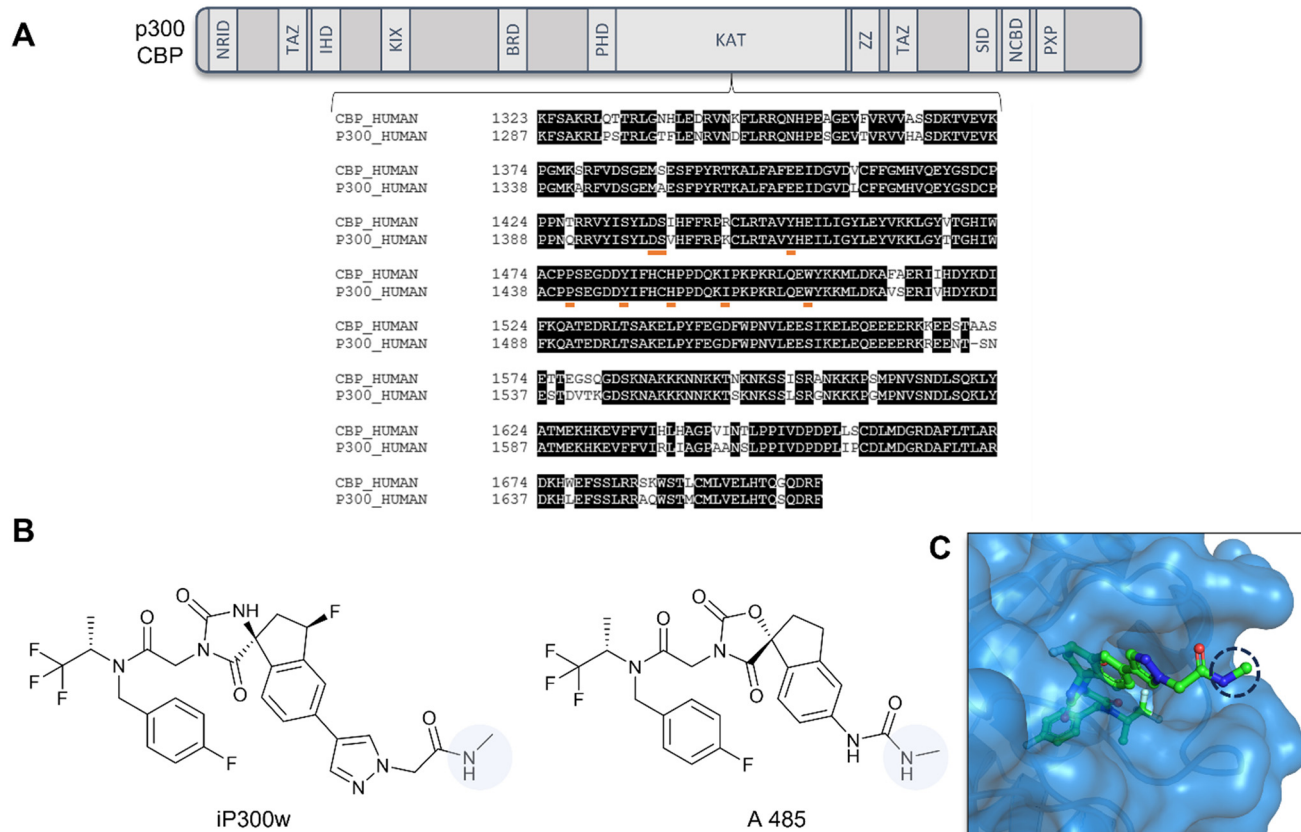 A
p300
CBP
NRID
TAZ
IHD
KIX
BRD
PHD
KAT
ZZ
TAZ
SID
NCBD
PXP
CBP_HUMAN 1323 KFSAKRLQTTRLGNHLEDRVNKFLRRQNHPEAGEVFVRVVASSDKTVEVK
P300_HUMAN 1287 KFSAKRLPSTRLGTFLENRVNDFLRRQNHPESGEVTVRVVHASDKTVEVK
CBP_HUMAN 1374 PGMKSRFVDSGEMSESFPYRTKALFAFEEIDGVDVCFFGMHVQEYGSDCP
P300_HUMAN 1338 PGMKARFVDSGEMAESFPYRTKALFAFEEIDGVDLCFFGMHVQEYGSDCP
CBP_HUMAN 1424 PPNTRRVYISYLDSIHFFRPRCLRTAVYHEILIGYLEYVKKLGYVTGHIW
P300_HUMAN 1388 PPNQRRVYISYLDSVHFFRPKCLRTAVYHEILIGYLEYVKKLGYTTGHIW
CBP_HUMAN 1474 ACPPSEGDDYIFHCHPPDQKIPKPKRLQEWYKKMLDKAFAERIIHDYKDI
P300_HUMAN 1438 ACPPSEGDDYIFHCHPPDQKIPKPKRLQEWYKKMLDKAVSERIVHDYKDI
CBP_HUMAN 1524 FKQATEDRLTSAKELPYFEGDFWPNVLEESIKELEQEEEERKKEESTAAS
P300_HUMAN 1488 FKQATEDRLTSAKELPYFEGDFWPNVLEESIKELEQEEEERKREENT-SN
CBP_HUMAN 1574 ETTEGSQGDSKNAKKKNNKKTNKNKSSISRANKKKPSMPNVSNDLSQKLY
P300_HUMAN 1537 ESTDVTKGDSKNAKKKNNKKTSKNKSSLSRGNKKKPGMPNVSNDLSQKLY
CBP_HUMAN 1624 ATMEKHKEVFFVIHLHAGPVINTLPPIVDPDPLLSCDLMDGRDAFLTLAR
P300_HUMAN 1587 ATMEKHKEVFFVIRLIAGPAANSLPPIVDPDPLIPCDLMDGRDAFLTLAR
CBP_HUMAN 1674 DKHWEFSSLRRSKWSTLCMLVELHTQGQDRF
P300_HUMAN 1637 DKHLEFSSLRRAQWSTMCMLVELHTQSQDRF
B
O
NH
F
O
N
O
F
F
F
N
F
O
N
N
N
H
iP300w
O
O
O
N
O
F
F
F
N
F
N
H
O
N
H
A 485
C